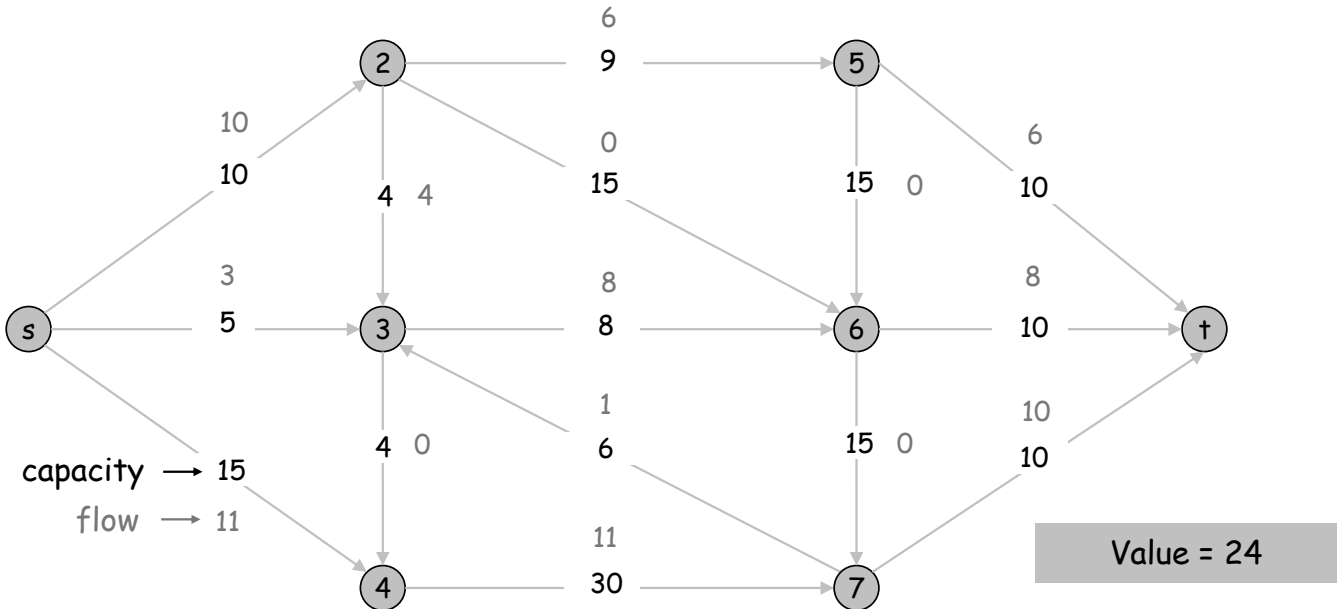 6
2 9 5
10
0 6
10
15 15 0 10
4 4
3 8 8
s 5 3 8 6 10 t
1 10
4 0 6 15 0 10
capacity → 15
flow → 11
11
Value = 24
4 30 7